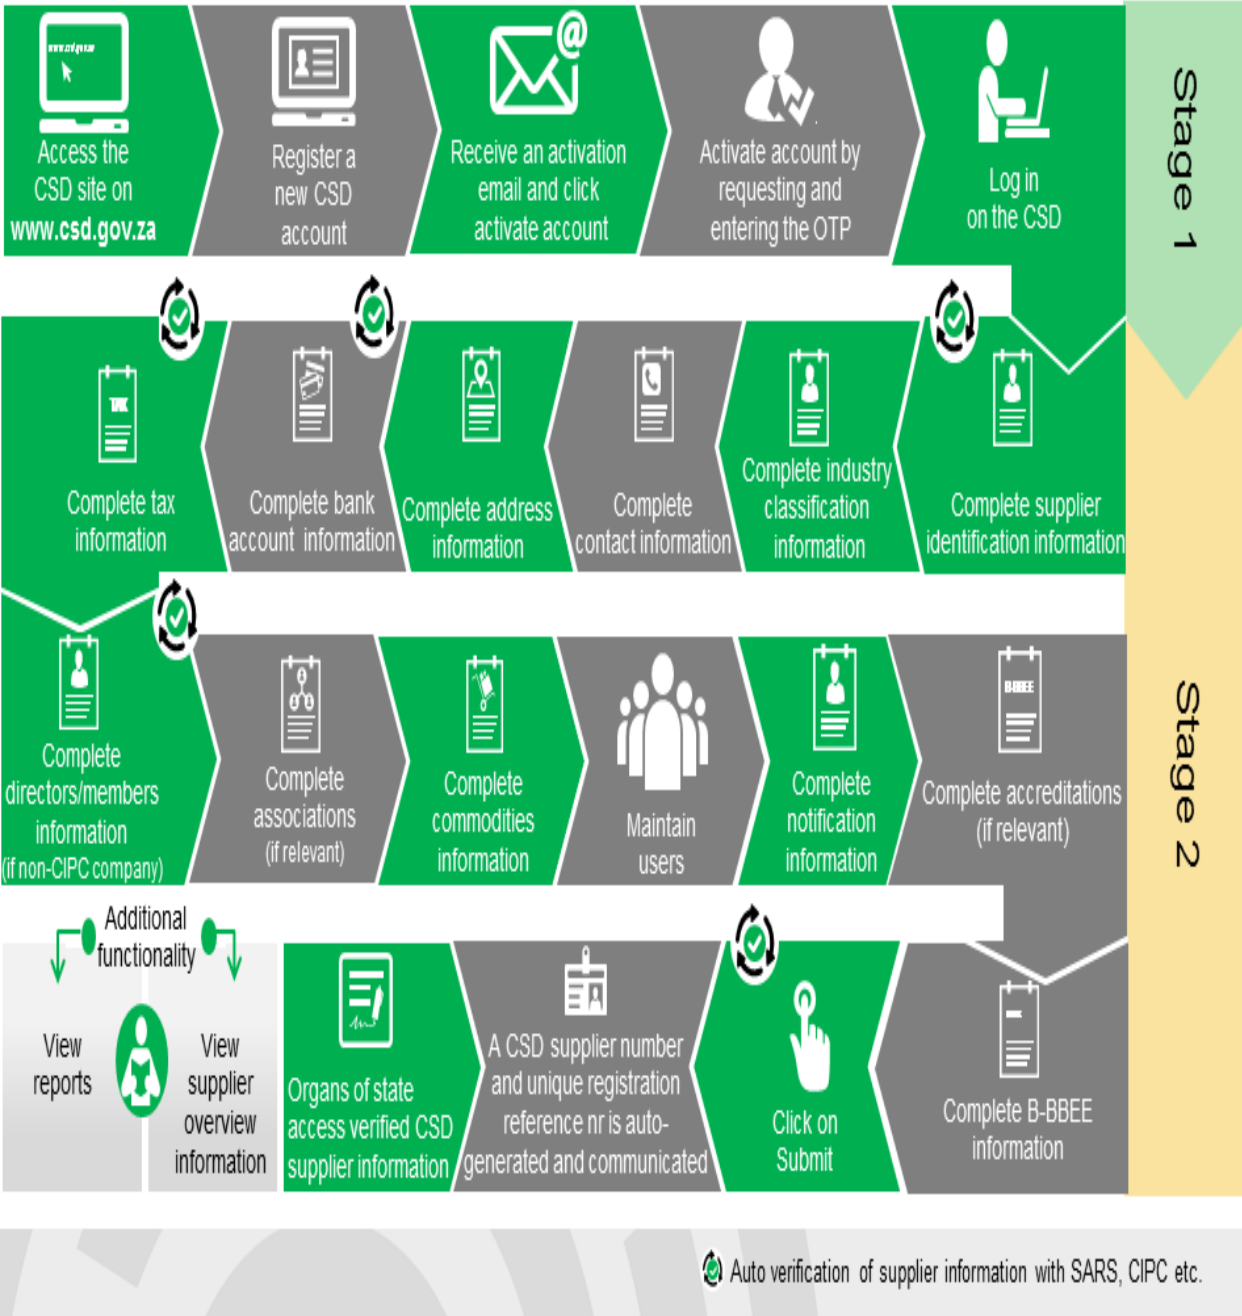 www.csd.gov.za
Access the
CSD site on
www.csd.gov.za
Register a
new CSD
account
@
Receive an activation
email and click
activate account
Activate account by
requesting and
entering the OTP
Log in
on the CSD
Stage 1
Complete supplier
identification information
Complete industry
classification
information
Complete
contact information
Complete address
information
Complete bank
account information
TAX
Complete tax
information
Complete
directors/members
information
(if non-CIPC company)
Complete
associations
(if relevant)
Complete
commodities
information
Maintain
users
Complete
notification
information
B-BBEE
Complete accreditations
(if relevant)
Stage 2
Complete B-BBEE
information
Click on
Submit
A CSD supplier number
and unique registration
reference nr is auto-
generated and communicated
Organs of state
access verified CSD
supplier information
Additional
functionality
View
reports
View
supplier
overview
information
Auto verification of supplier information with SARS, CIPC etc.